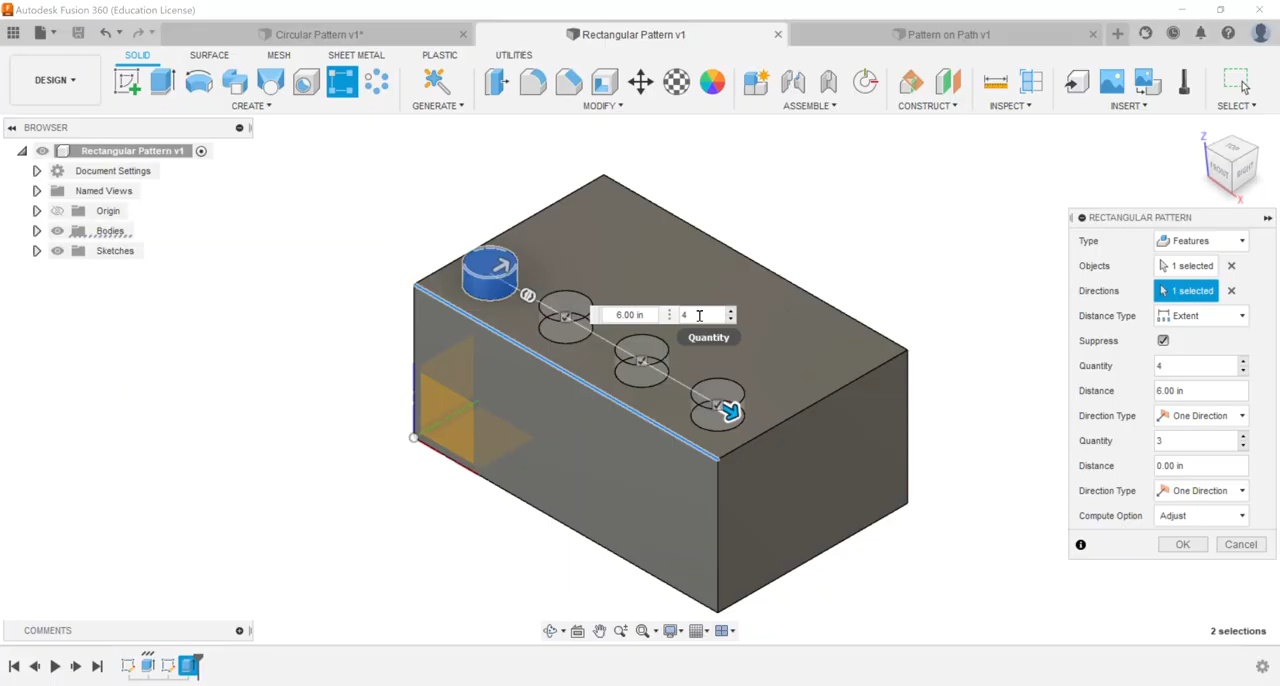 Autodesk Fusion 360 (Education License)
Circular Pattern v1*
Rectangular Pattern v1
Pattern on Path v1
SOLID SURFACE MESH SHEET METAL PLASTIC UTILITIES
DESIGN
CREATE GENERATE MODIFY ASSEMBLE CONSTRUCT INSPECT INSERT SELECT
BROWSER
Rectangular Pattern v1
Document Settings
Named Views
Origin
Bodies
Sketches
Z
TOP
FRONT
RIGHT
X
6.00 in 4
Quantity
RECTANGULAR PATTERN
Type Features
Objects 1 selected
Directions 1 selected
Distance Type Extent
Suppress
Quantity 4
Distance 6.00 in
Direction Type One Direction
Quantity 3
Distance 0.00 in
Direction Type One Direction
Compute Option Adjust
OK Cancel
COMMENTS
2 selections